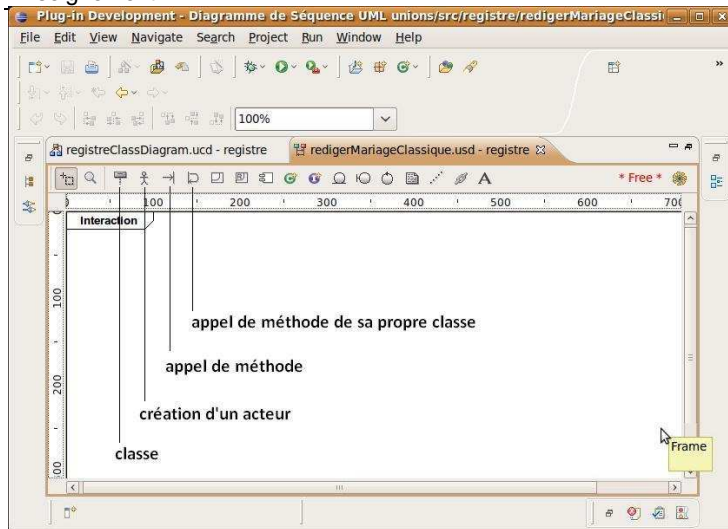 Plug-in Development - Diagramme de Séquence UML unions/src/registre/redigerMariageClassi
File Edit View Navigate Search Project Run Window Help
100%
registreClassDiagram.ucd - registre redigerMariageClassique.usd - registre
A * Free *
100 200 300 400 500 600 700
Interaction
100
appel de méthode de sa propre classe
appel de méthode
200
création d'un acteur
Frame
classe